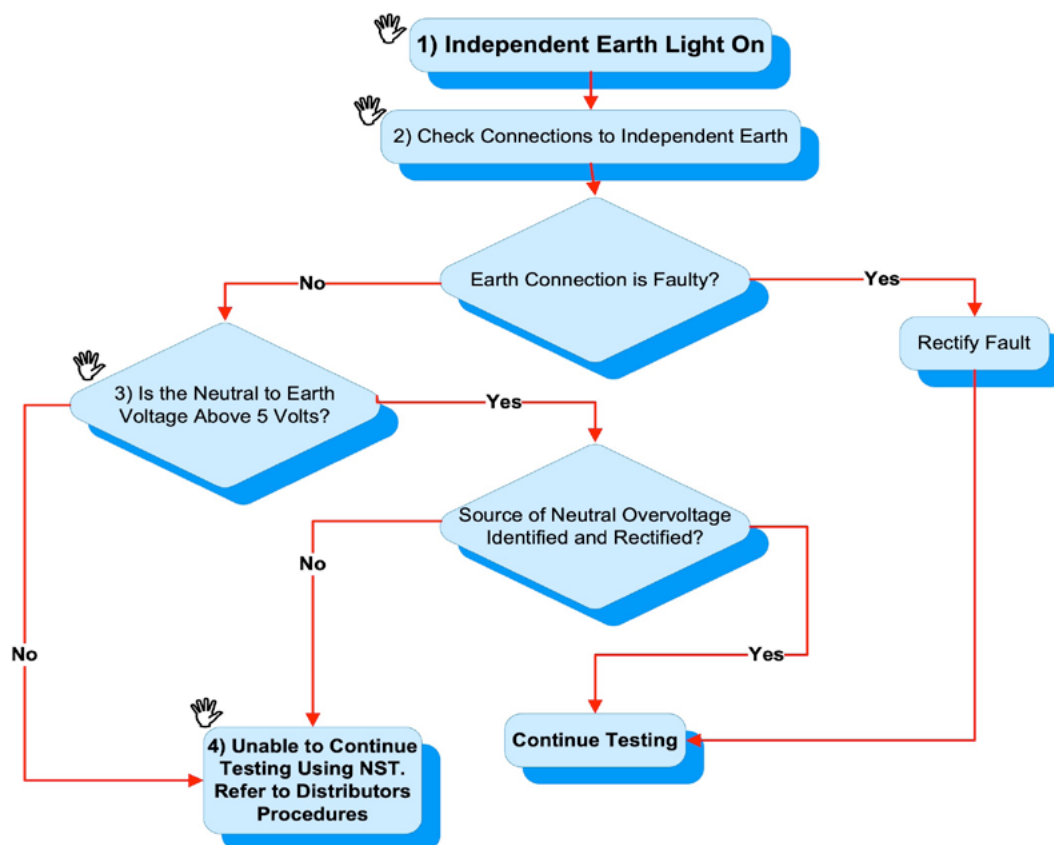 1) Independent Earth Light On
2) Check Connections to Independent Earth
Earth Connection is Faulty?
No
Yes
Rectify Fault
3) Is the Neutral to Earth
Voltage Above 5 Volts?
Yes
Source of Neutral Overvoltage
Identified and Rectified?
No
No
Yes
4) Unable to Continue
Testing Using NST.
Refer to Distributors
Procedures
Continue Testing